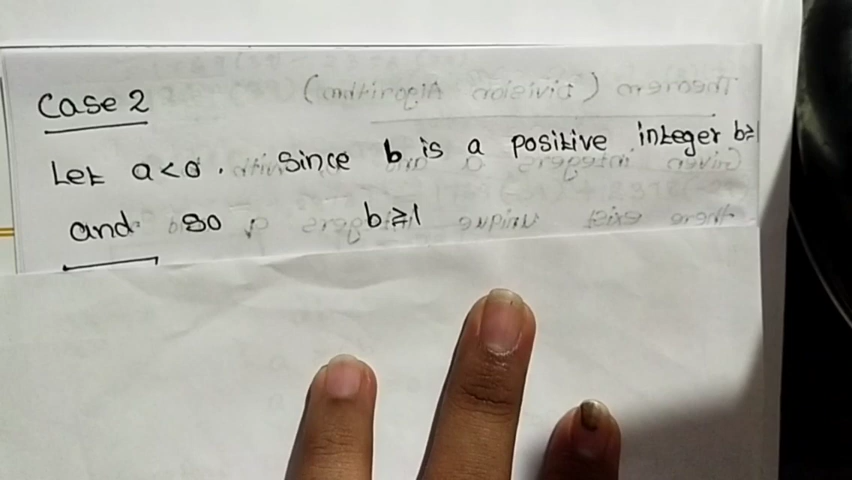 Case 2
Let a<0. Since b is a positive integer b≥1
and so b≥1